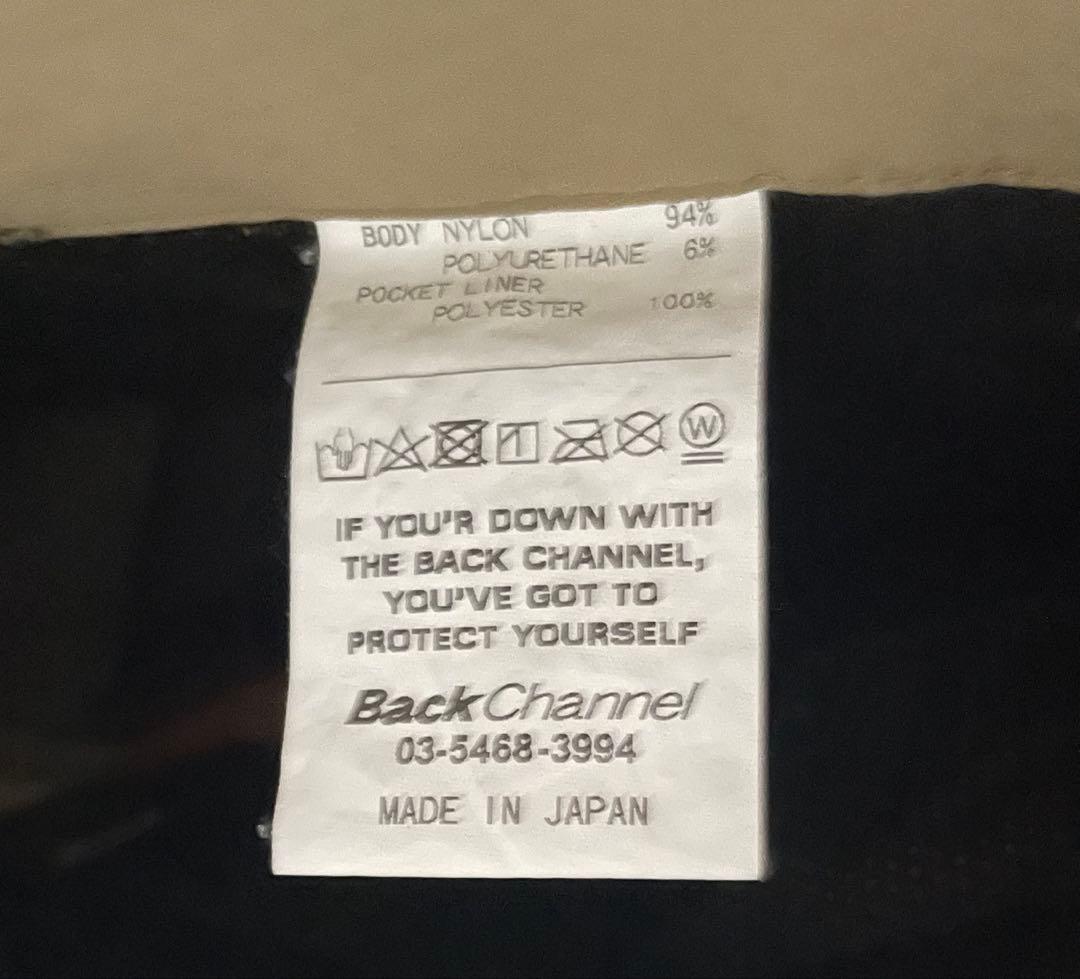 BODY NYLON 94%
POLYURETHANE 6%
POCKET LINER
POLYESTER 100%
W
IF YOU'R DOWN WITH
THE BACK CHANNEL,
YOU'VE GOT TO
PROTECT YOURSELF
BackChannel
03-5468-3994
MADE IN JAPAN